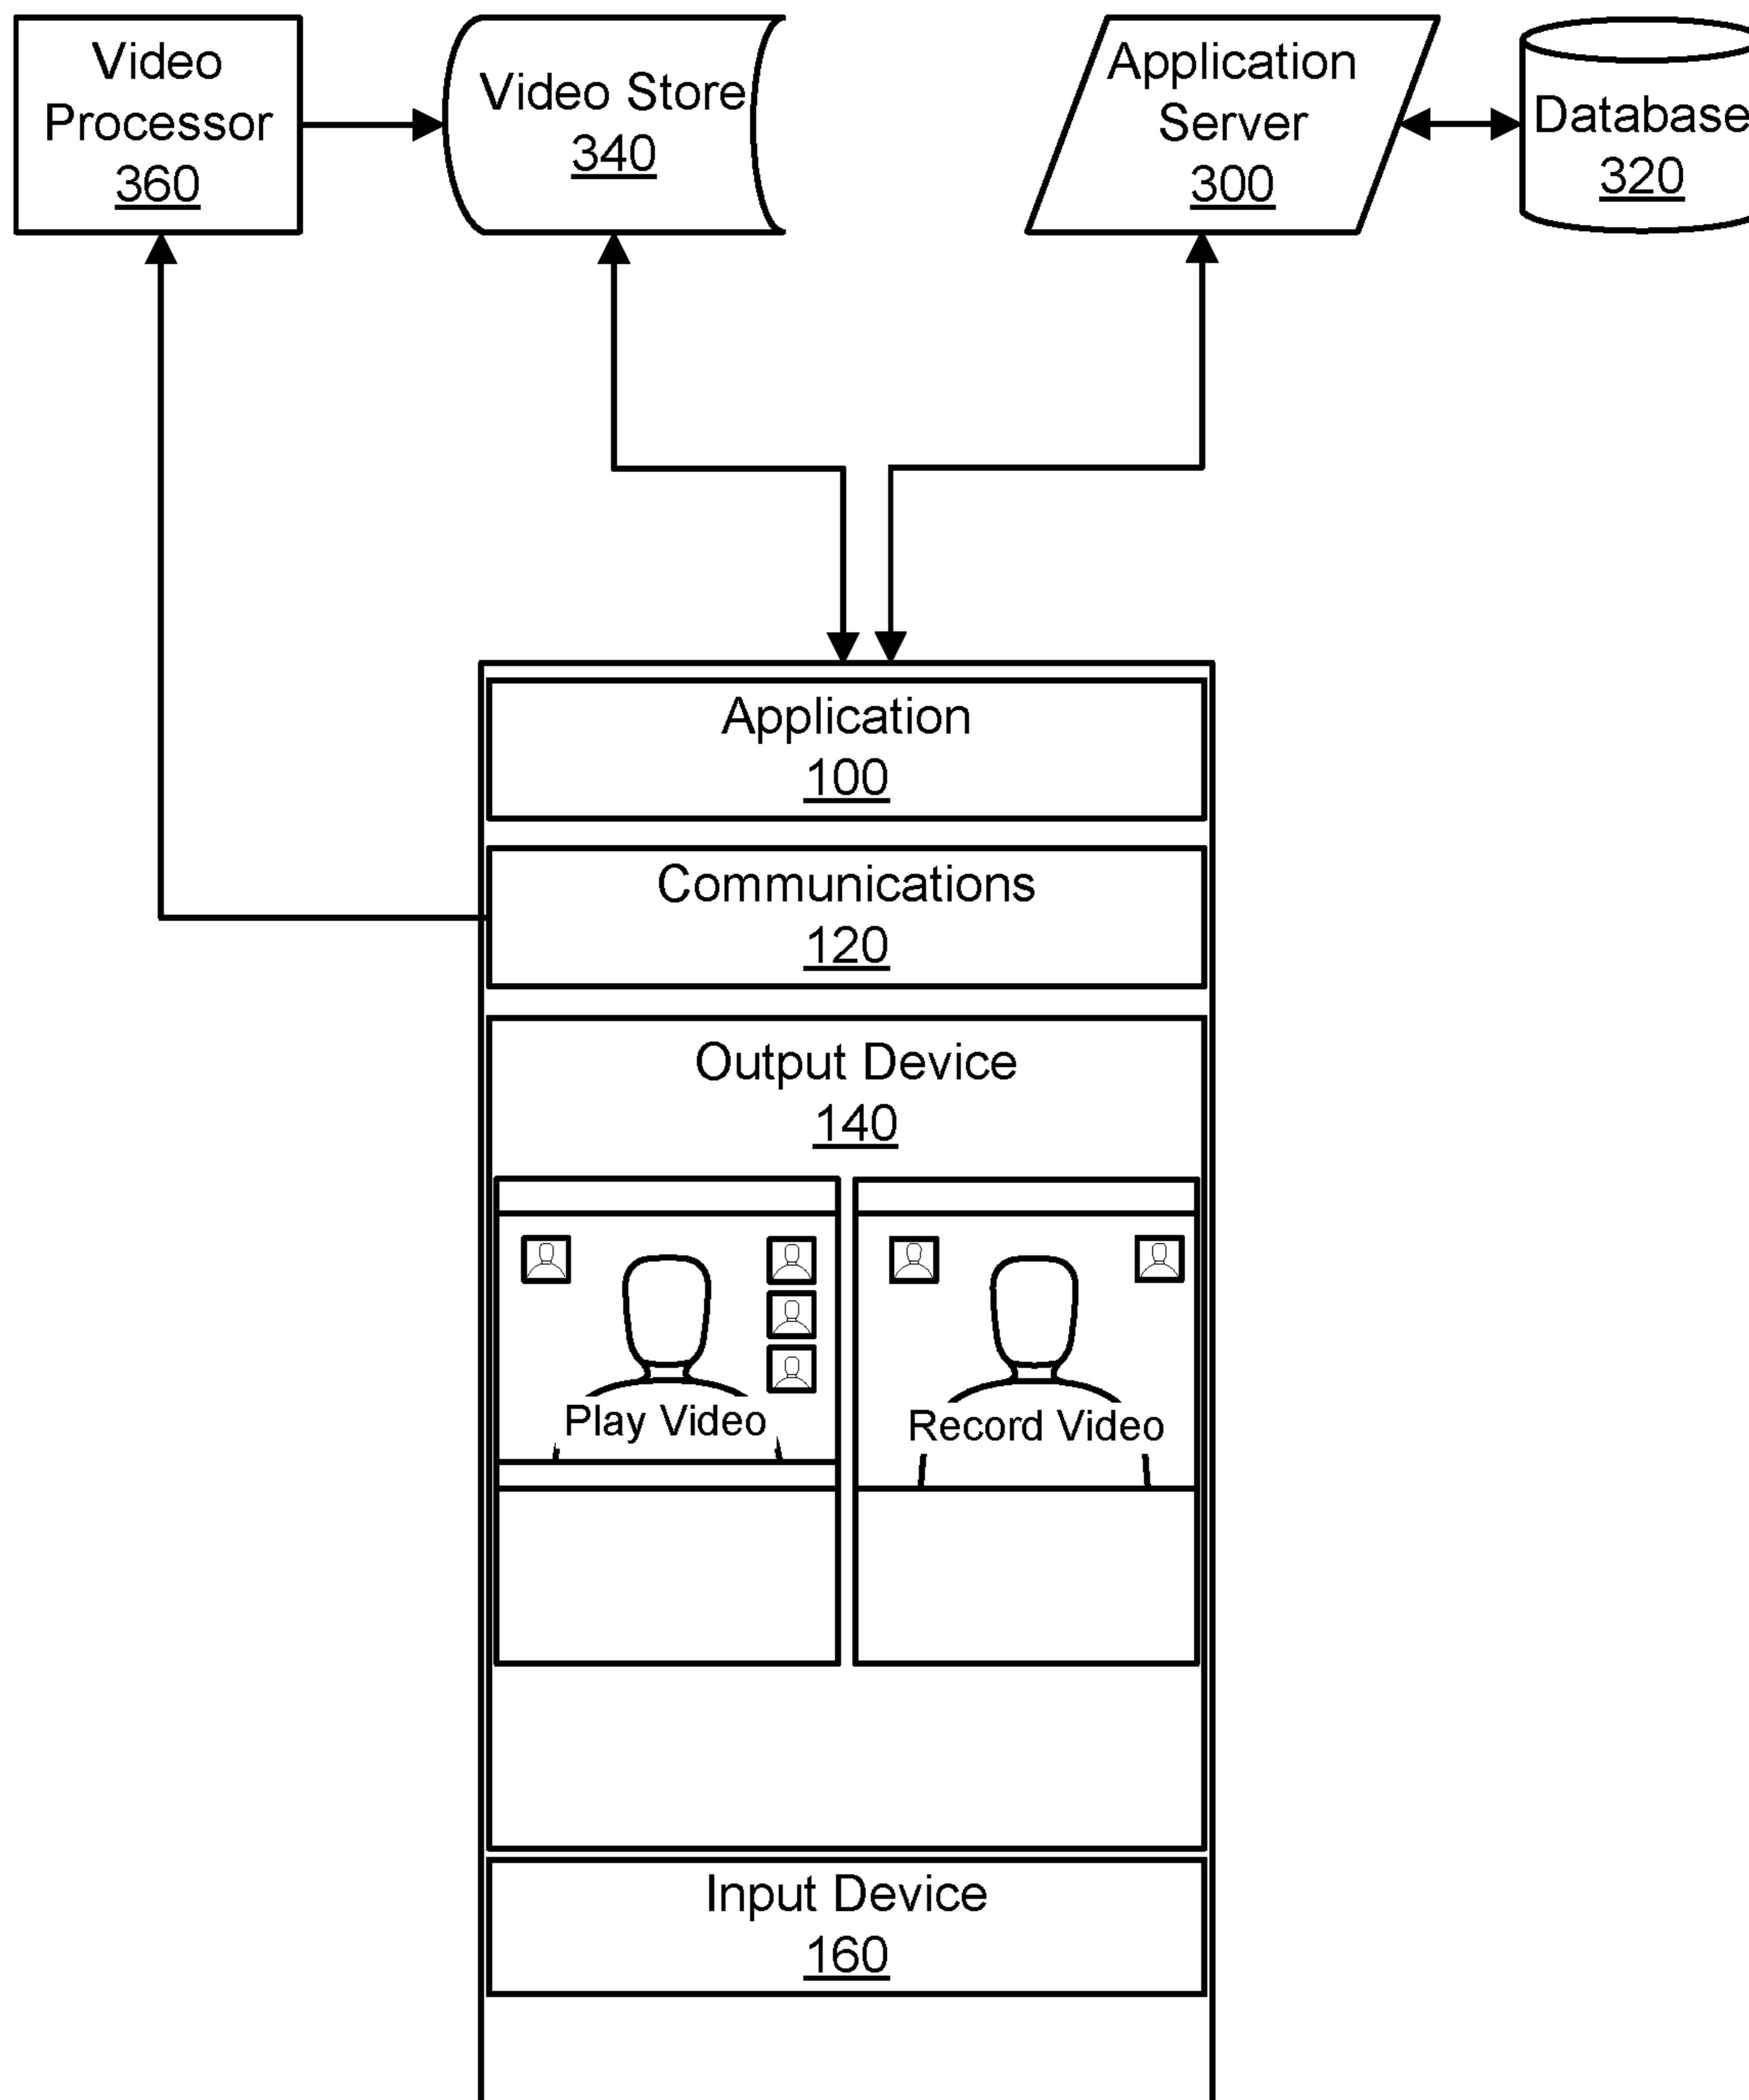 Video
Processor
360
Video Store
340
Application
Server
300
Database
320
Application
100
Communications
120
Output Device
140
Play Video
Record Video
Input Device
160